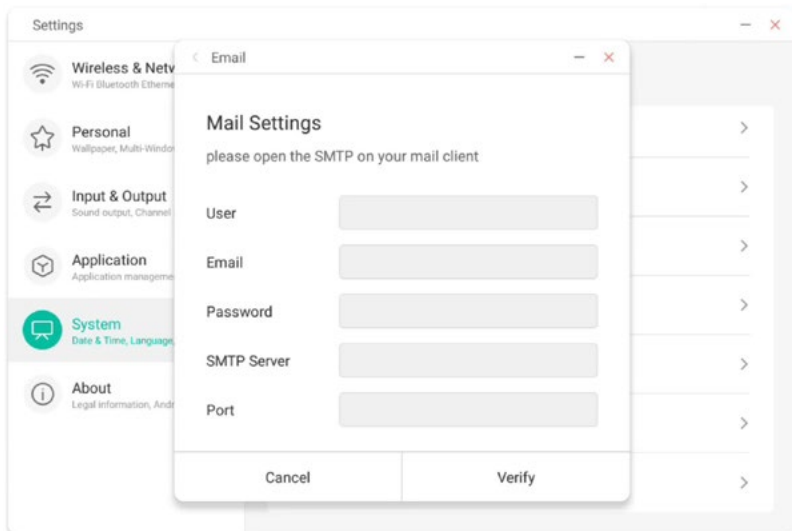 Settings
Wireless & Netw
Wi-Fi Bluetooth Etherne
Personal
Wallpaper, Multi-Windo
Input & Output
Sound output, Channel
Application
Application manageme
System
Date & Time, Language,
About
Legal information, Andr
Email
Mail Settings
please open the SMTP on your mail client
User
Email
Password
SMTP Server
Port
Cancel
Verify